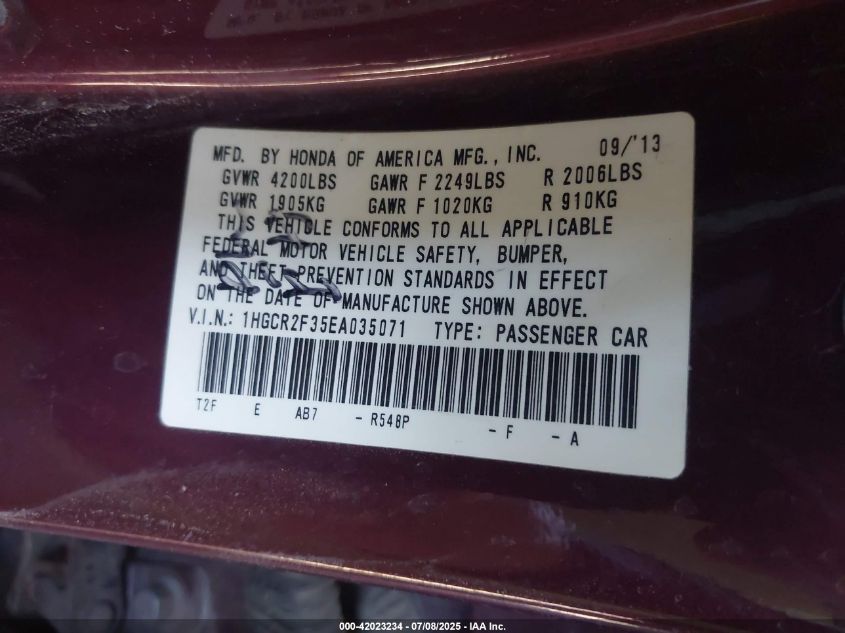 MFD. BY HONDA OF AMERICA MFG., INC. 09/'13
GVWR 4200LBS GAWR F 2249LBS R 2006LBS
GVWR 1905KG GAWR F 1020KG R 910KG
THIS VEHICLE CONFORMS TO ALL APPLICABLE
FEDERAL MOTOR VEHICLE SAFETY, BUMPER,
AND THEFT PREVENTION STANDARDS IN EFFECT
ON THE DATE OF MANUFACTURE SHOWN ABOVE.
V.I.N.: 1HGCR2F35EA035071 TYPE: PASSENGER CAR
T2F E AB7 - R548P - F - A
000-42023234 - 07/08/2025 - IAA Inc.